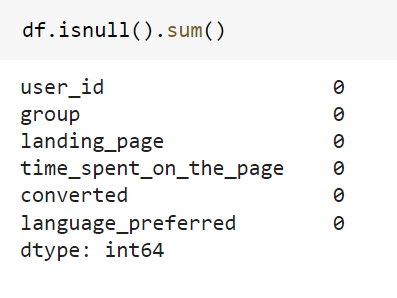 df.isnull().sum()
user_id 0
group 0
landing_page 0
time_spent_on_the_page 0
converted 0
language_preferred 0
dtype: int64